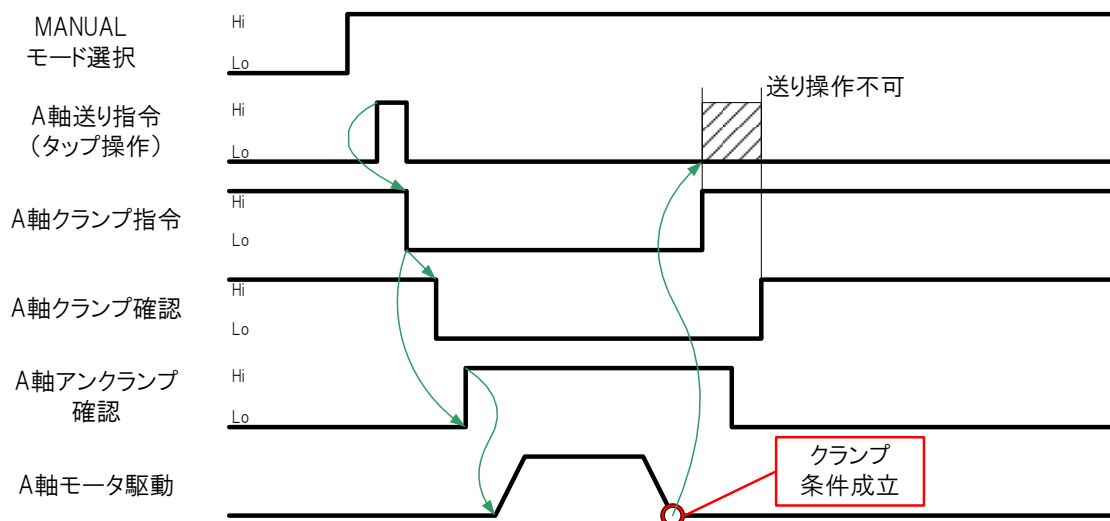 MANUAL
モード選択
Hi
Lo
送り操作不可
A軸送り指令
（タップ操作）
Hi
Lo
A軸クランプ指令
Hi
Lo
A軸クランプ確認
Hi
Lo
A軸アンクランプ
確認
Hi
Lo
A軸モータ駆動
クランプ
条件成立